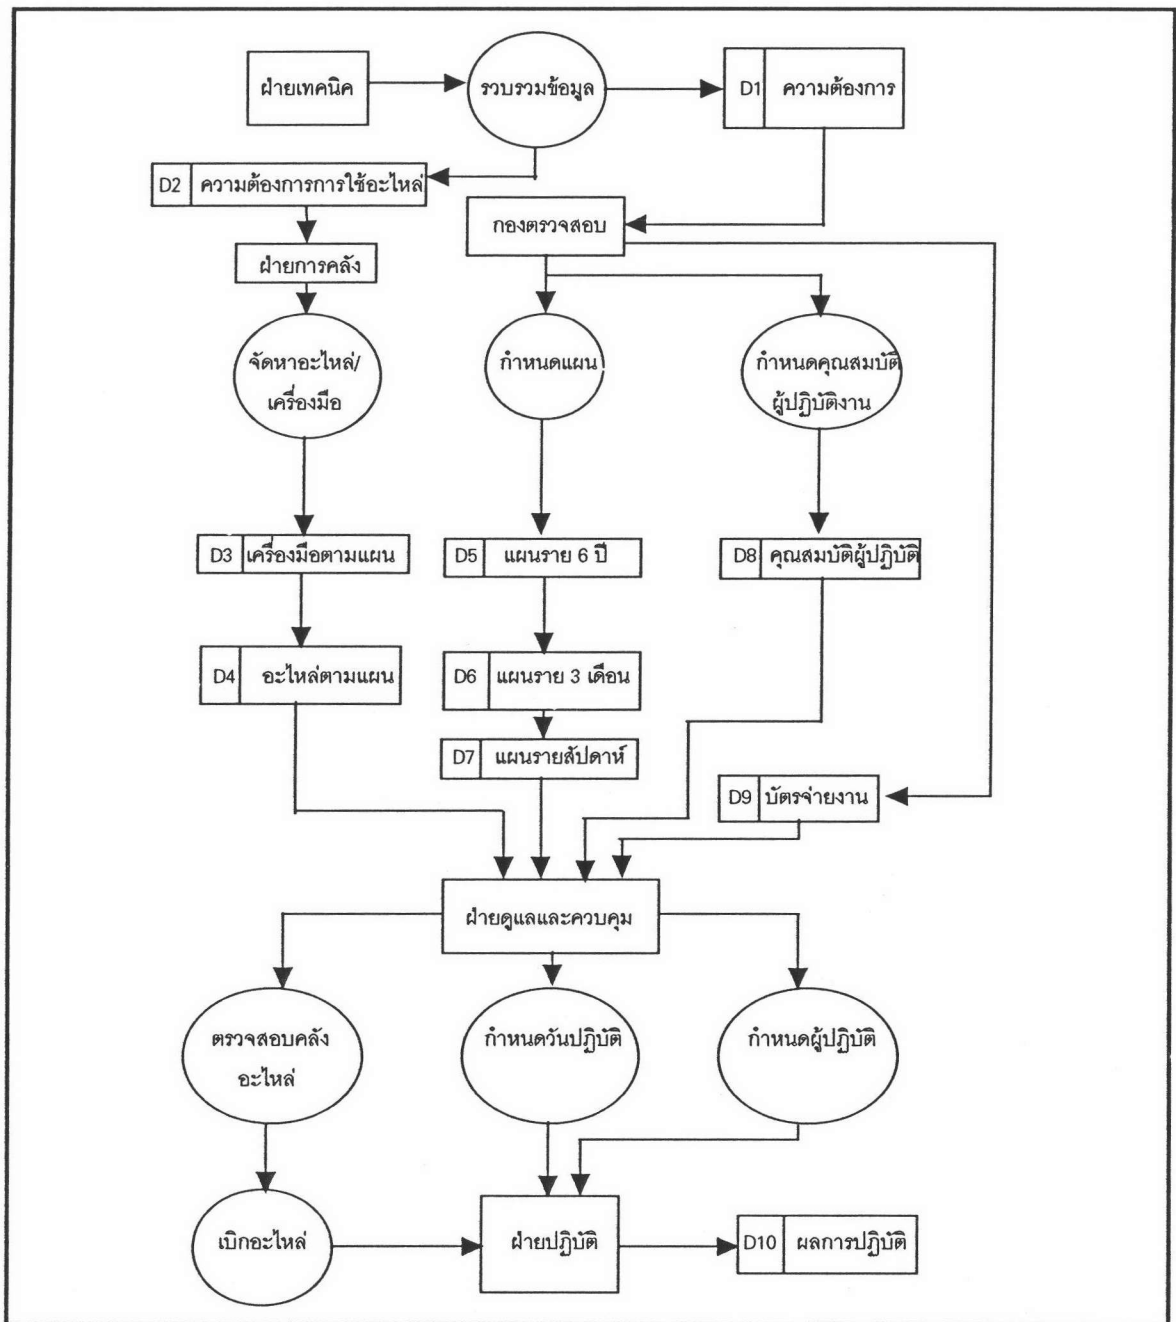 ฝ่ายเทคนิค
รวบรวมข้อมูล
D1 ความต้องการ
D2 ความต้องการการใช้อะไหล่
กองตรวจสอบ
ฝ่ายการคลัง
จัดหาอะไหล่/
เครื่องมือ
กำหนดแผน
กำหนดคุณสมบัติ
ผู้ปฏิบัติงาน
D3 เครื่องมือตามแผน
D5 แผนราย 6 ปี
D8 คุณสมบัติผู้ปฏิบัติ
D4 อะไหล่ตามแผน
D6 แผนราย 3 เดือน
D7 แผนรายสัปดาห์
D9 บัตรจ่ายงาน
ฝ่ายดูแลและควบคุม
ตรวจสอบคลัง
อะไหล่
กำหนดวันปฏิบัติ
กำหนดผู้ปฏิบัติ
เบิกอะไหล่
ฝ่ายปฏิบัติ
D10 ผลการปฏิบัติ